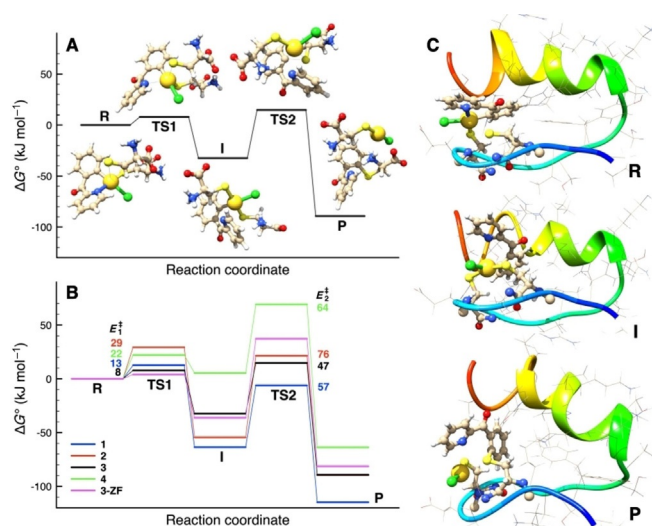 A
ΔG° (kJ mol⁻¹)
50
0
-50
-100
R
TS1
I
TS2
P
Reaction coordinate
B
ΔG° (kJ mol⁻¹)
50
0
-50
-100
E₁‡
29
22
13
8
R
TS1
I
TS2
P
E₂‡
64
76
47
57
1
2
3
4
3-ZF
Reaction coordinate
C
R
I
P